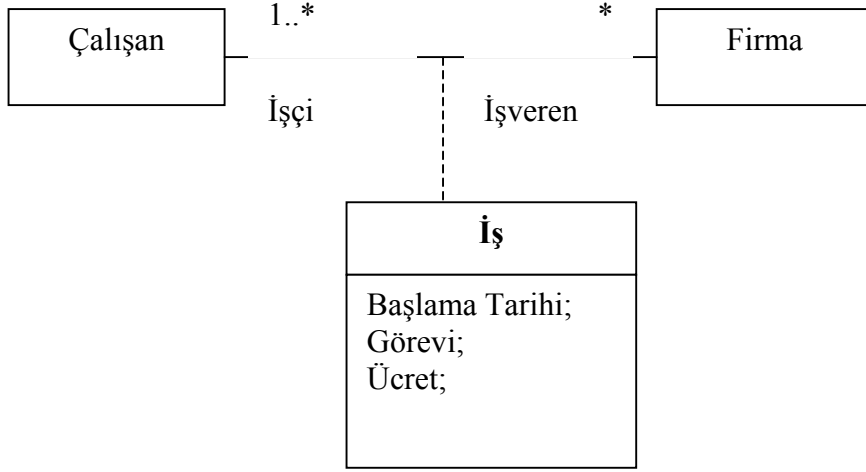 1..* *
Çalışan Firma
İşçi İşveren
İş
Başlama Tarihi;
Görevi;
Ücret;